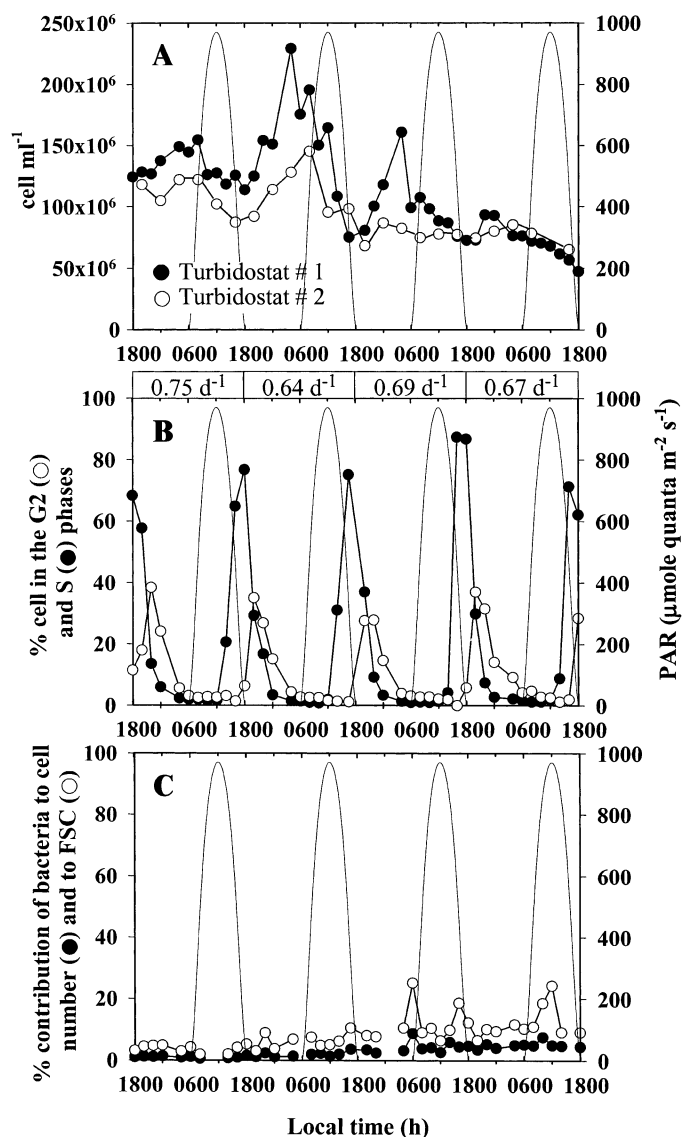 A
250x10⁶
200x10⁶
150x10⁶
100x10⁶
50x10⁶
0
cell ml⁻¹
1000
800
600
400
200
0
Turbidostat # 1
Turbidostat # 2
1800 0600 1800 0600 1800 0600 1800 0600 1800
0.75 d⁻¹ 0.64 d⁻¹ 0.69 d⁻¹ 0.67 d⁻¹
B
100
80
60
40
20
0
% cell in the G2 (○)
and S (●) phases
1000
800
600
400
200
0
PAR (µmole quanta m⁻² s⁻¹)
1800 0600 1800 0600 1800 0600 1800 0600 1800
C
100
80
60
40
20
0
% contribution of bacteria to cell
number (●) and to FSC (○)
1000
800
600
400
200
0
1800 0600 1800 0600 1800 0600 1800 0600 1800
Local time (h)